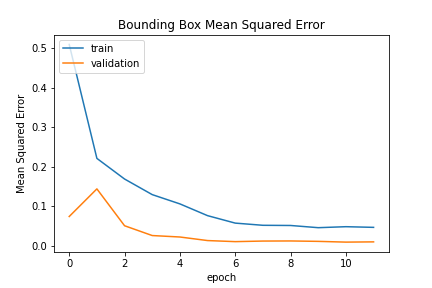 Bounding Box Mean Squared Error
train
validation
Mean Squared Error
0.5
0.4
0.3
0.2
0.1
0.0
0 2 4 6 8 10
epoch